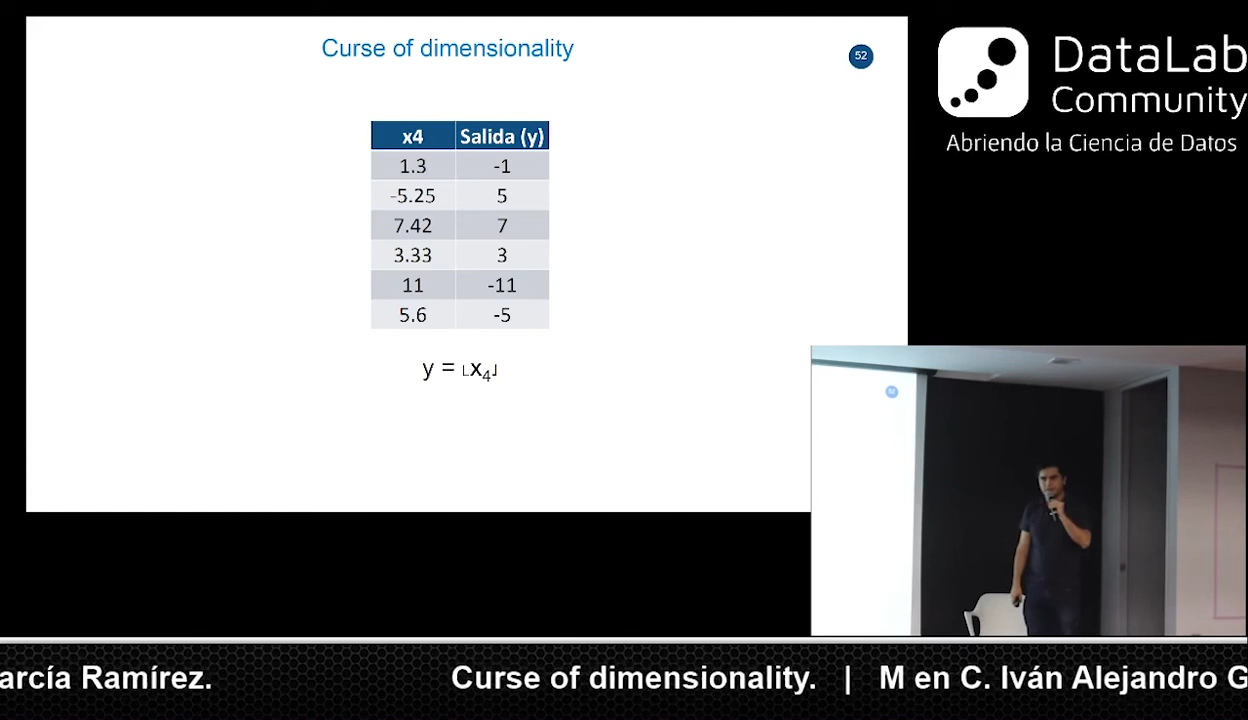 Curse of dimensionality
52
x4 Salida (y)
1.3 -1
-5.25 5
7.42 7
3.33 3
11 -11
5.6 -5
y = ⌊x₄⌋
DataLab
Community
Abriendo la Ciencia de Datos
arcía Ramírez. Curse of dimensionality. | M en C. Iván Alejandro G